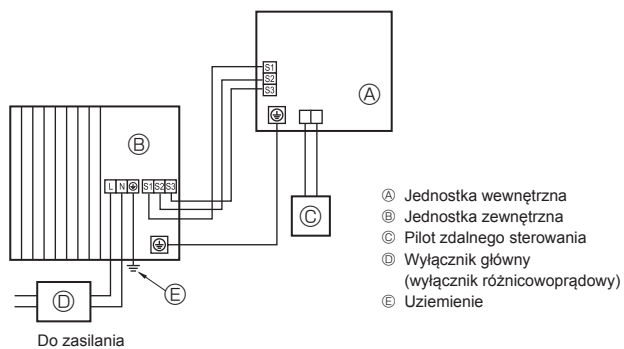 S1
S2
S3
Ⓐ
Ⓑ
L N S1 S2 S3
Ⓒ
Ⓓ
Ⓔ
Do zasilania
Ⓐ Jednostka wewnętrzna
Ⓑ Jednostka zewnętrzna
Ⓒ Pilot zdalnego sterowania
Ⓓ Wyłącznik główny
(wyłącznik różnicowoprądowy)
Ⓔ Uziemienie